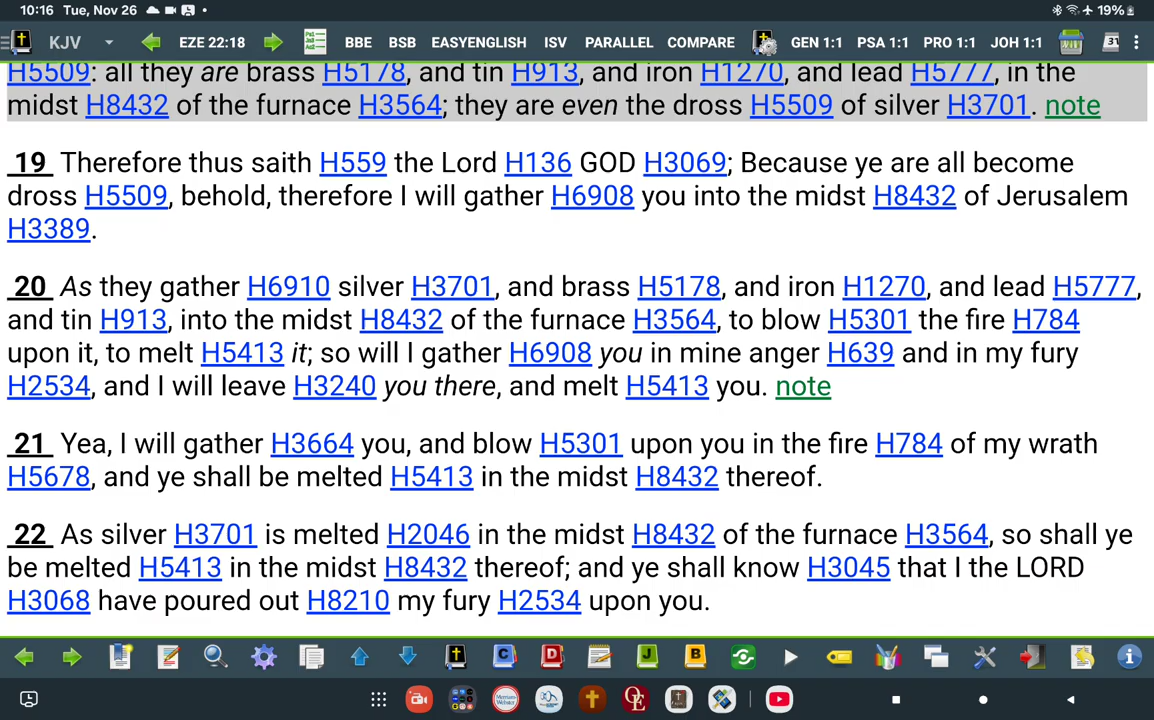 10:16 Tue, Nov 26 • 19%
KJV EZE 22:18 BBE BSB EASYENGLISH ISV PARALLEL COMPARE GEN 1:1 PSA 1:1 PRO 1:1 JOH 1:1 31
H5509: all they are brass H5178, and tin H913, and iron H1270, and lead H5777, in the
midst H8432 of the furnace H3564; they are even the dross H5509 of silver H3701. note
19 Therefore thus saith H559 the Lord H136 GOD H3069; Because ye are all become
dross H5509, behold, therefore I will gather H6908 you into the midst H8432 of Jerusalem
H3389.
20 As they gather H6910 silver H3701, and brass H5178, and iron H1270, and lead H5777,
and tin H913, into the midst H8432 of the furnace H3564, to blow H5301 the fire H784
upon it, to melt H5413 it; so will I gather H6908 you in mine anger H639 and in my fury
H2534, and I will leave H3240 you there, and melt H5413 you. note
21 Yea, I will gather H3664 you, and blow H5301 upon you in the fire H784 of my wrath
H5678, and ye shall be melted H5413 in the midst H8432 thereof.
22 As silver H3701 is melted H2046 in the midst H8432 of the furnace H3564, so shall ye
be melted H5413 in the midst H8432 thereof; and ye shall know H3045 that I the LORD
H3068 have poured out H8210 my fury H2534 upon you.
C D J B